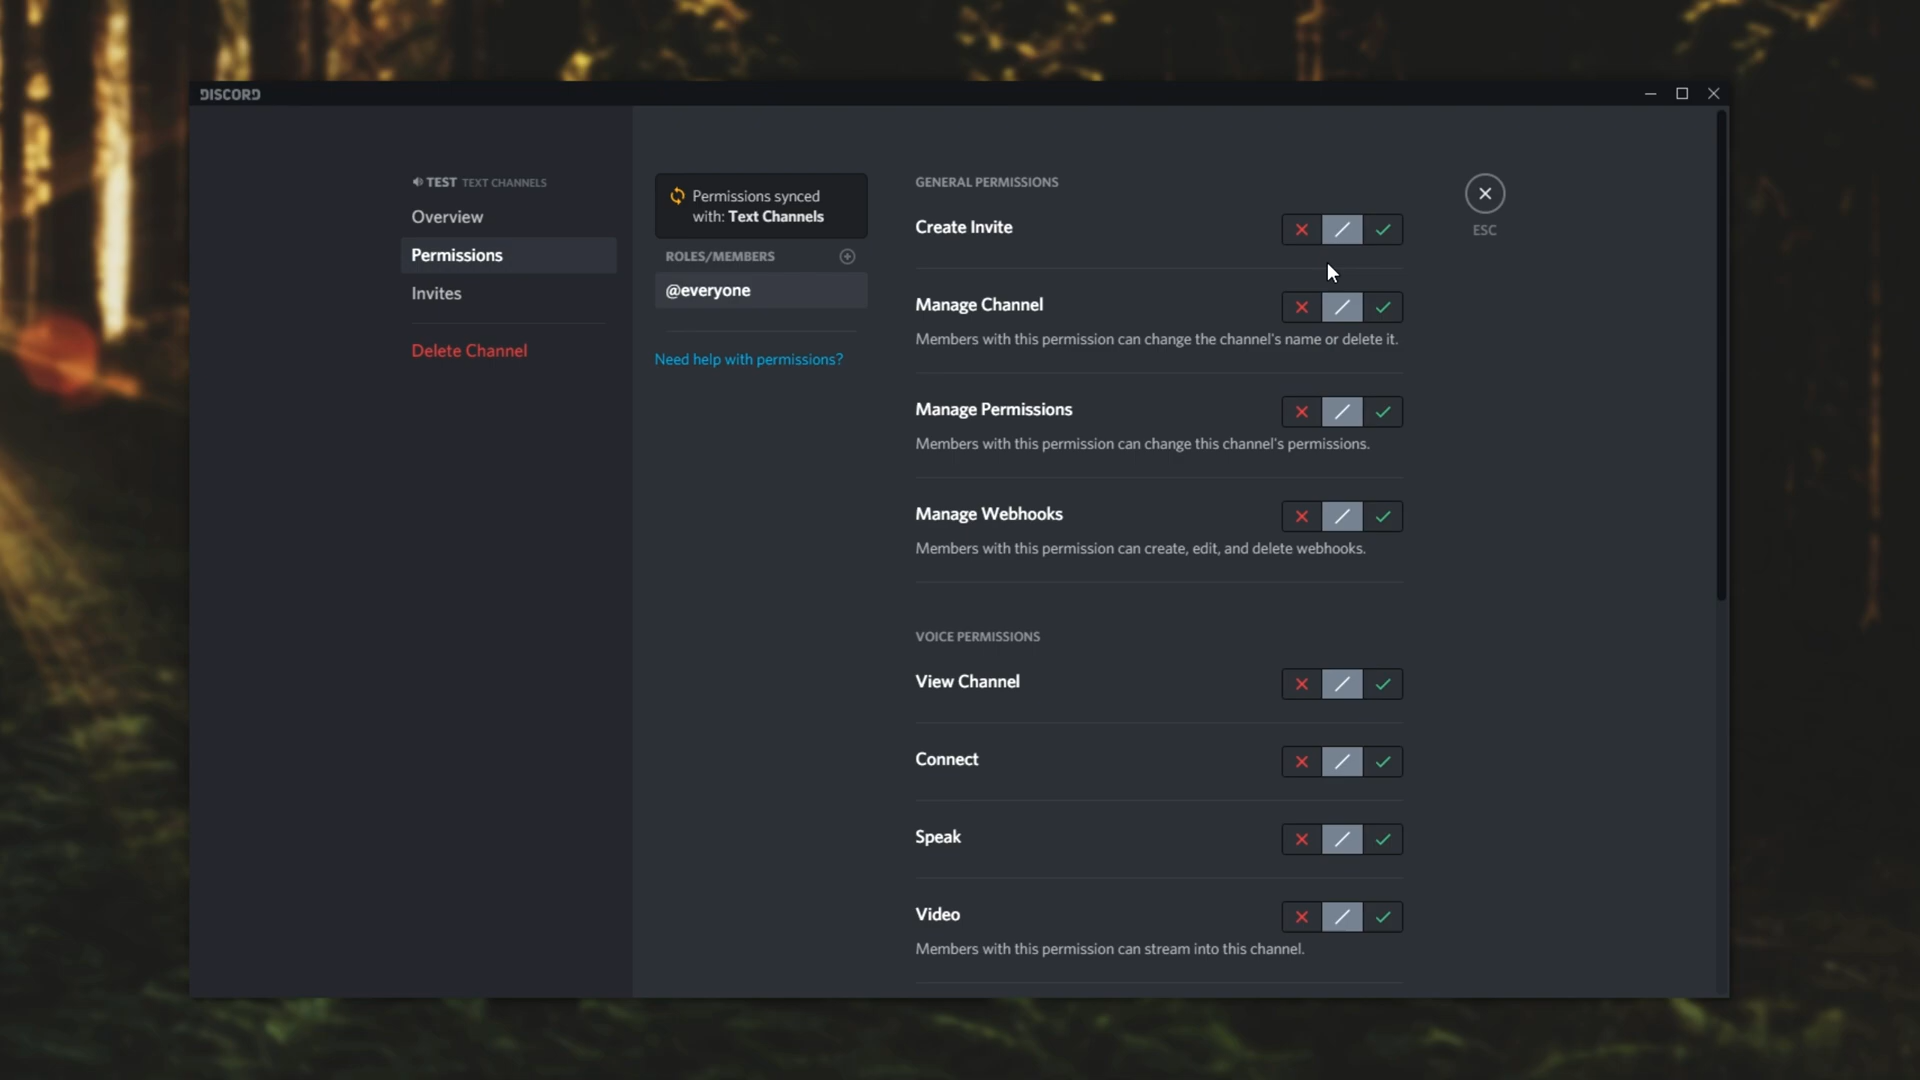 DISCORD
TEST TEXT CHANNELS
Overview
Permissions
Invites
Delete Channel
Permissions synced
with: Text Channels
ROLES/MEMBERS
@everyone
Need help with permissions?
GENERAL PERMISSIONS
Create Invite
Manage Channel
Members with this permission can change the channel's name or delete it.
Manage Permissions
Members with this permission can change this channel's permissions.
Manage Webhooks
Members with this permission can create, edit, and delete webhooks.
VOICE PERMISSIONS
View Channel
Connect
Speak
Video
Members with this permission can stream into this channel.
ESC